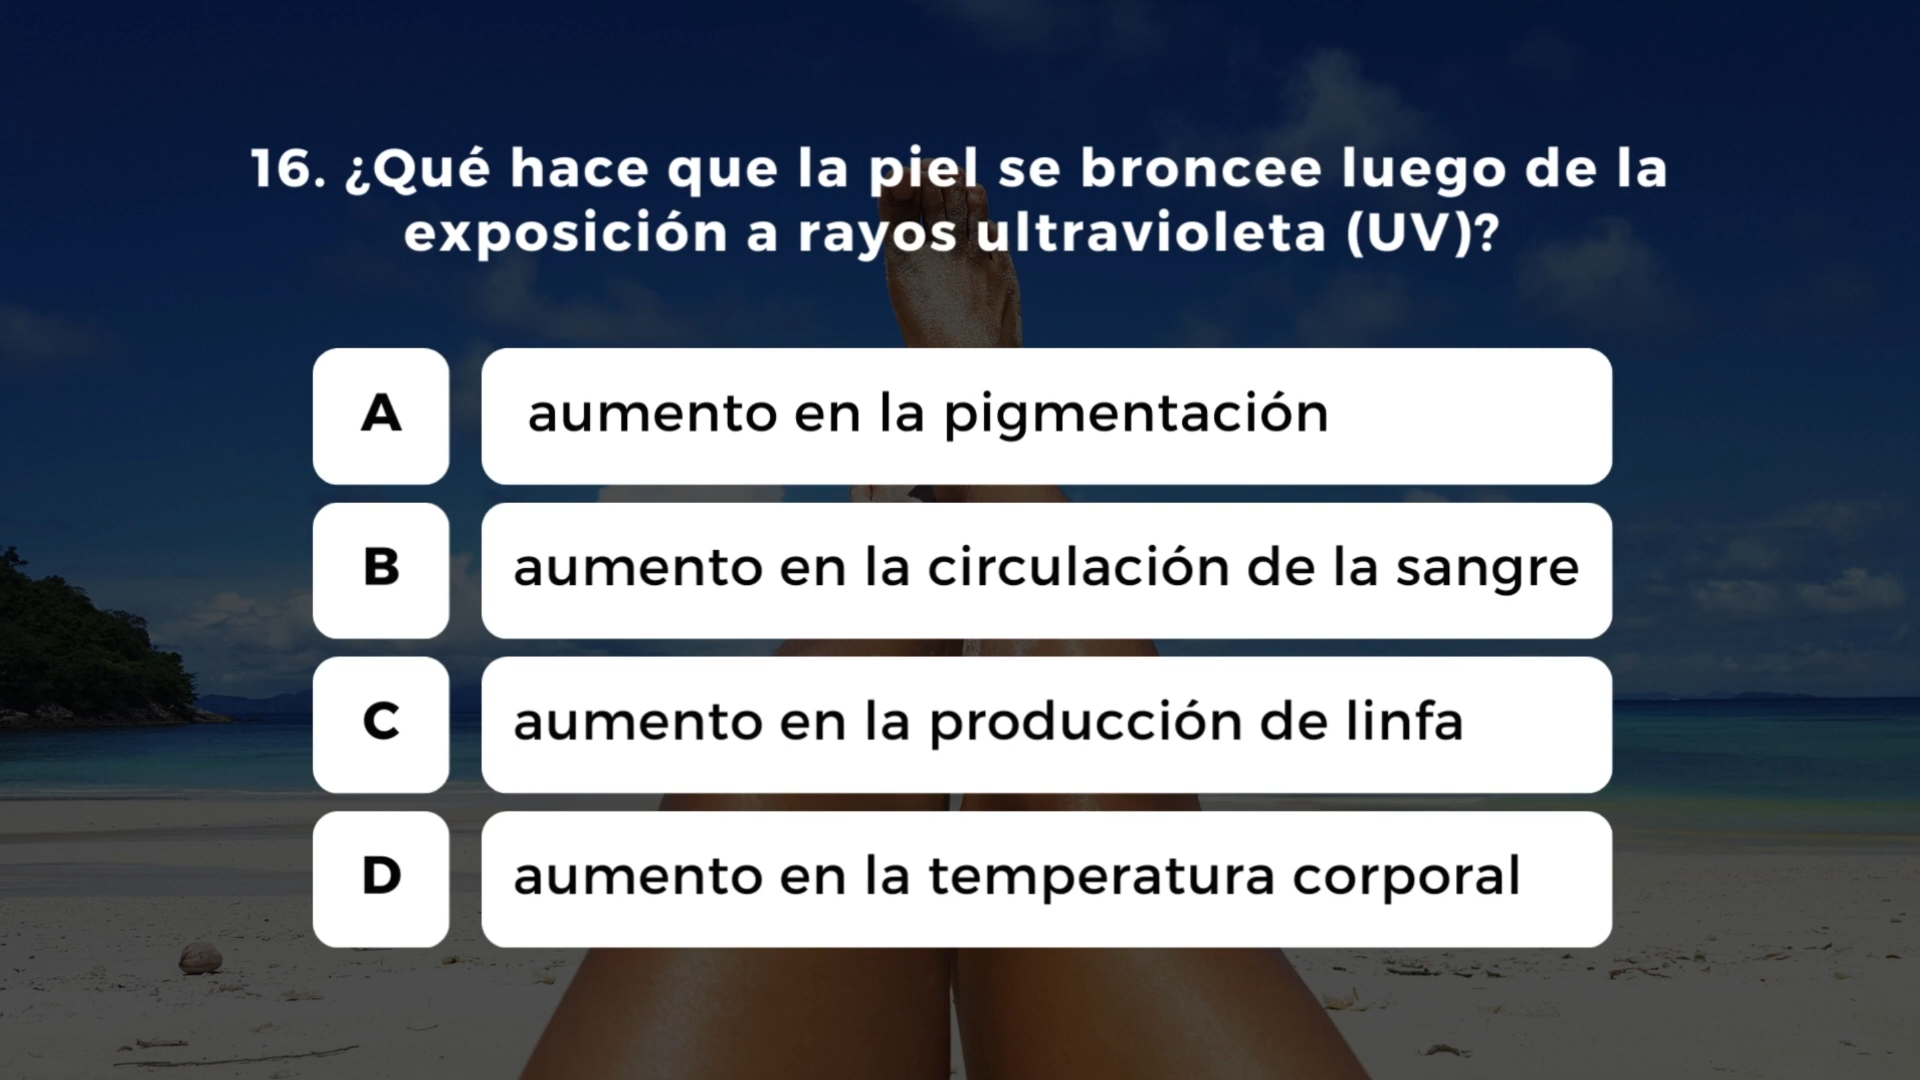 16. ¿Qué hace que la piel se broncee luego de la
exposición a rayos ultravioleta (UV)?
A aumento en la pigmentación
B aumento en la circulación de la sangre
C aumento en la producción de linfa
D aumento en la temperatura corporal